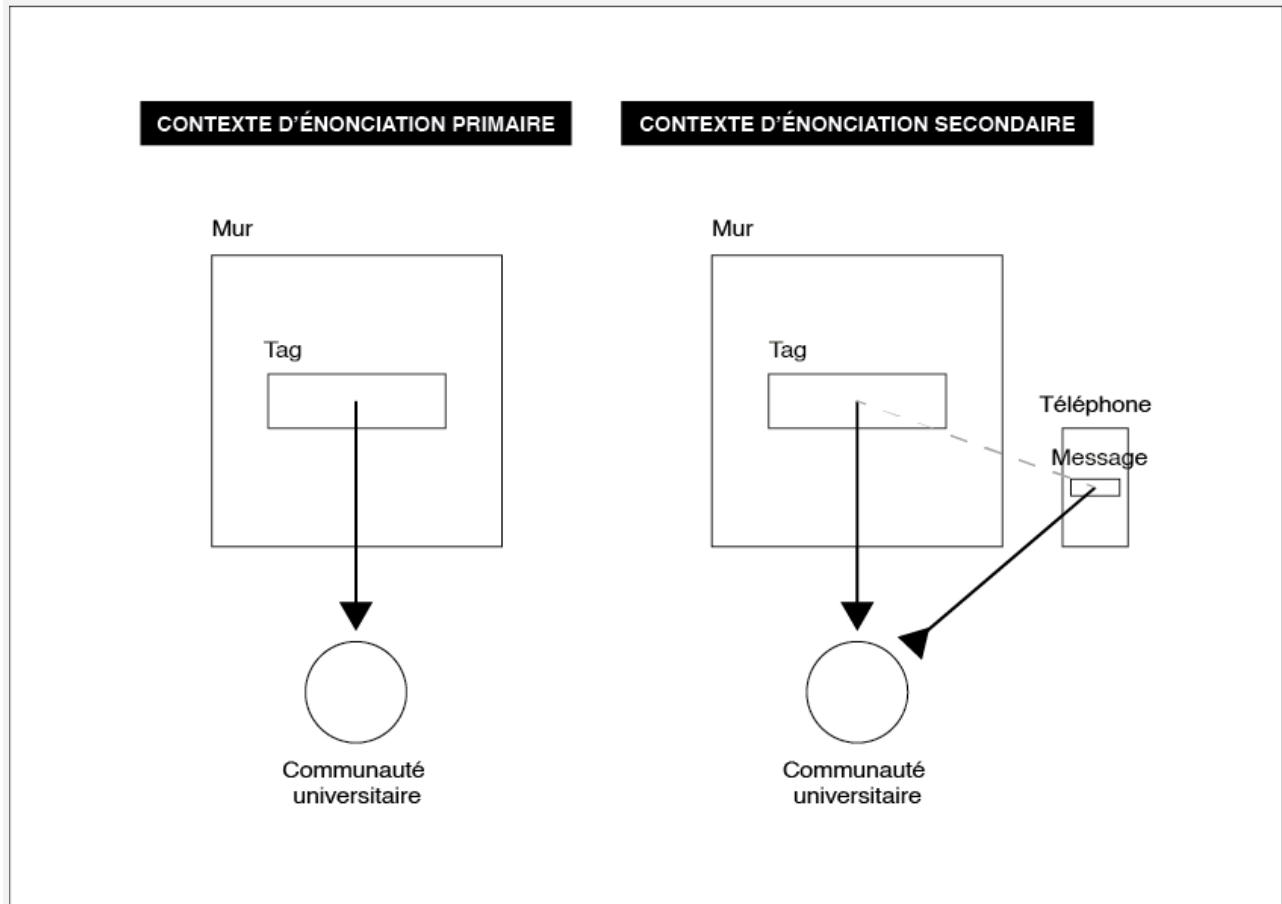 CONTEXTE D'ÉNONCIATION PRIMAIRE
CONTEXTE D'ÉNONCIATION SECONDAIRE
Mur
Mur
Tag
Tag
Téléphone
Message
Communauté
universitaire
Communauté
universitaire